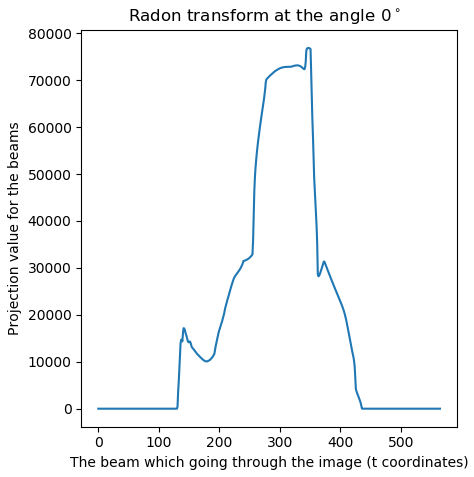 Radon transform at the angle 0°
80000
70000
60000
50000
40000
30000
20000
10000
0
Projection value for the beams
0 100 200 300 400 500
The beam which going through the image (t coordinates)